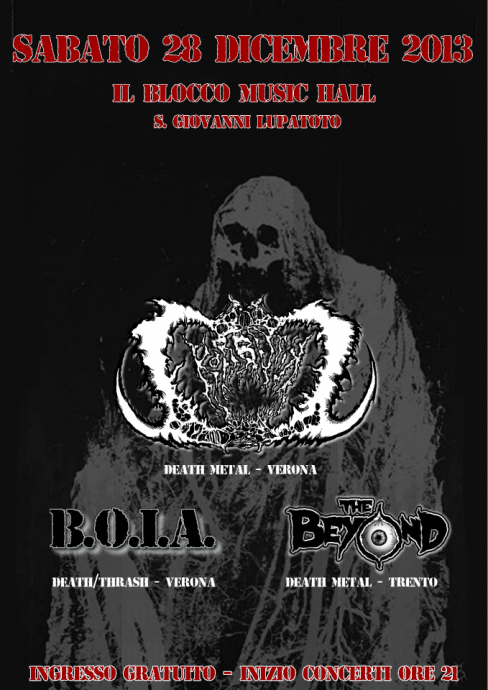 SABATO 28 DICEMBRE 2013
IL BLOCCO MUSIC HALL
S. GIOVANNI LUPATOTO
DEATH METAL - VERONA
B.O.I.A.
THE
BEYOND
DEATH/THRASH - VERONA
DEATH METAL - TRENTO
INGRESSO GRATUITO - INIZIO CONCERTI ORE 21